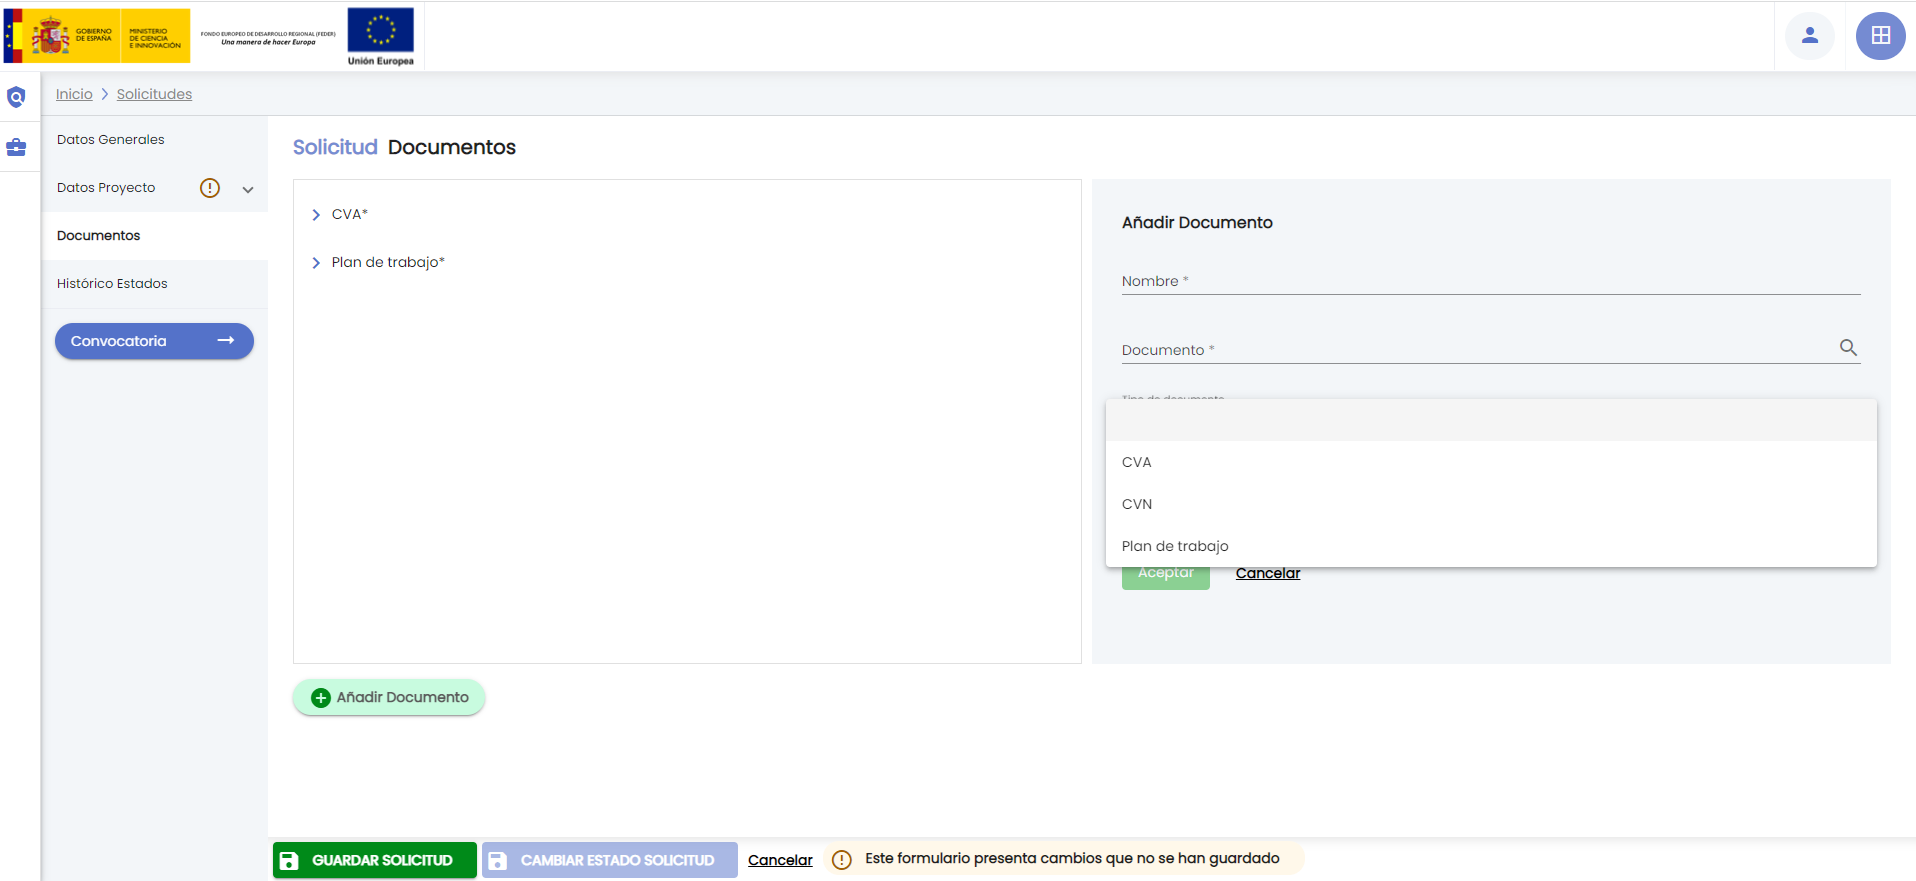 GOBIERNO
DE ESPAÑA
MINISTERIO
DE CIENCIA
E INNOVACIÓN
FONDO EUROPEO DE DESARROLLO REGIONAL (FEDER)
Una manera de hacer Europa
Unión Europea
Inicio > Solicitudes
Datos Generales
Datos Proyecto
Documentos
Histórico Estados
Convocatoria →
Solicitud Documentos
CVA*
Plan de trabajo*
Añadir Documento
Nombre *
Documento *
Tipo de documento
CVA
CVN
Plan de trabajo
Aceptar Cancelar
Añadir Documento
GUARDAR SOLICITUD CAMBIAR ESTADO SOLICITUD Cancelar Este formulario presenta cambios que no se han guardado